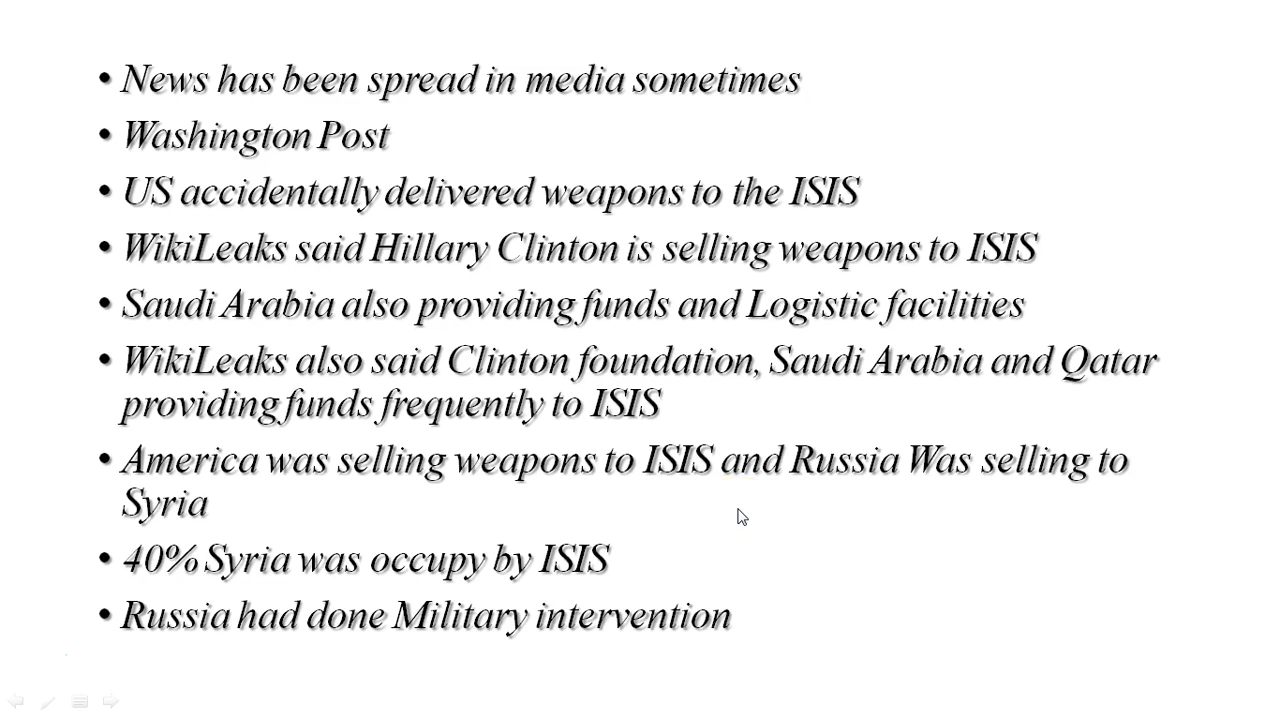 • News has been spread in media sometimes
• Washington Post
• US accidentally delivered weapons to the ISIS
• WikiLeaks said Hillary Clinton is selling weapons to ISIS
• Saudi Arabia also providing funds and Logistic facilities
• WikiLeaks also said Clinton foundation, Saudi Arabia and Qatar
providing funds frequently to ISIS
• America was selling weapons to ISIS and Russia Was selling to
Syria
• 40% Syria was occupy by ISIS
• Russia had done Military intervention